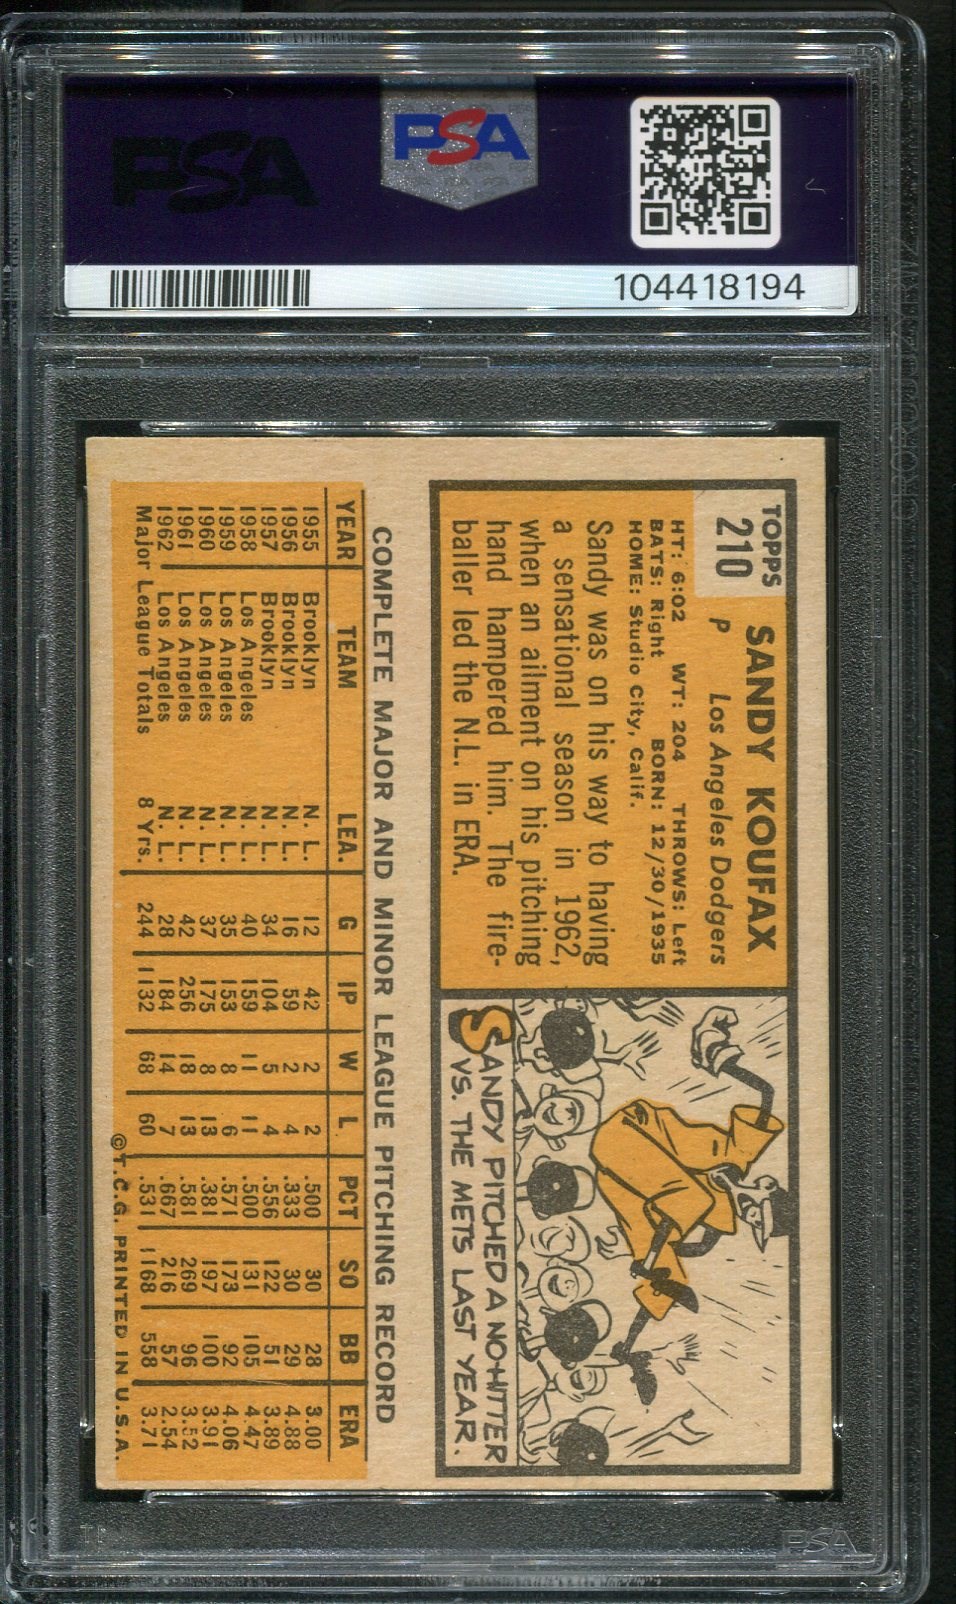 PSA
PSA
104418194
TOPPS
210
SANDY KOUFAX
P Los Angeles Dodgers
HT: 6:02 WT: 204 THROWS: Left
BATS: Right BORN: 12/30/1935
HOME: Studio City, Calif.
Sandy was on his way to having
a sensational season in 1962,
when an ailment on his pitching
hand hampered him. The fire-
baller led the N.L. in ERA.
SANDY PITCHED A NO-HITTER
VS. THE METS LAST YEAR.
COMPLETE MAJOR AND MINOR LEAGUE PITCHING RECORD
YEAR TEAM LEA. G IP W L PCT SO BB ERA
1955 Brooklyn N. L. 12 42 2 2 .500 30 28 3.00
1956 Brooklyn N. L. 16 59 2 4 .333 30 29 4.88
1957 Brooklyn N. L. 34 104 5 4 .556 122 51 3.89
1958 Los Angeles N. L. 40 159 11 11 .500 131 105 4.47
1959 Los Angeles N. L. 35 153 8 6 .571 173 92 4.06
1960 Los Angeles N. L. 37 175 8 13 .381 197 100 3.91
1961 Los Angeles N. L. 42 256 18 13 .581 269 96 3.52
1962 Los Angeles N. L. 28 184 14 7 .667 216 57 2.54
Major League Totals 8 Yrs. 244 1132 68 60 .531 1168 558 3.71
©T.C.G. PRINTED IN U.S.A.
PSA